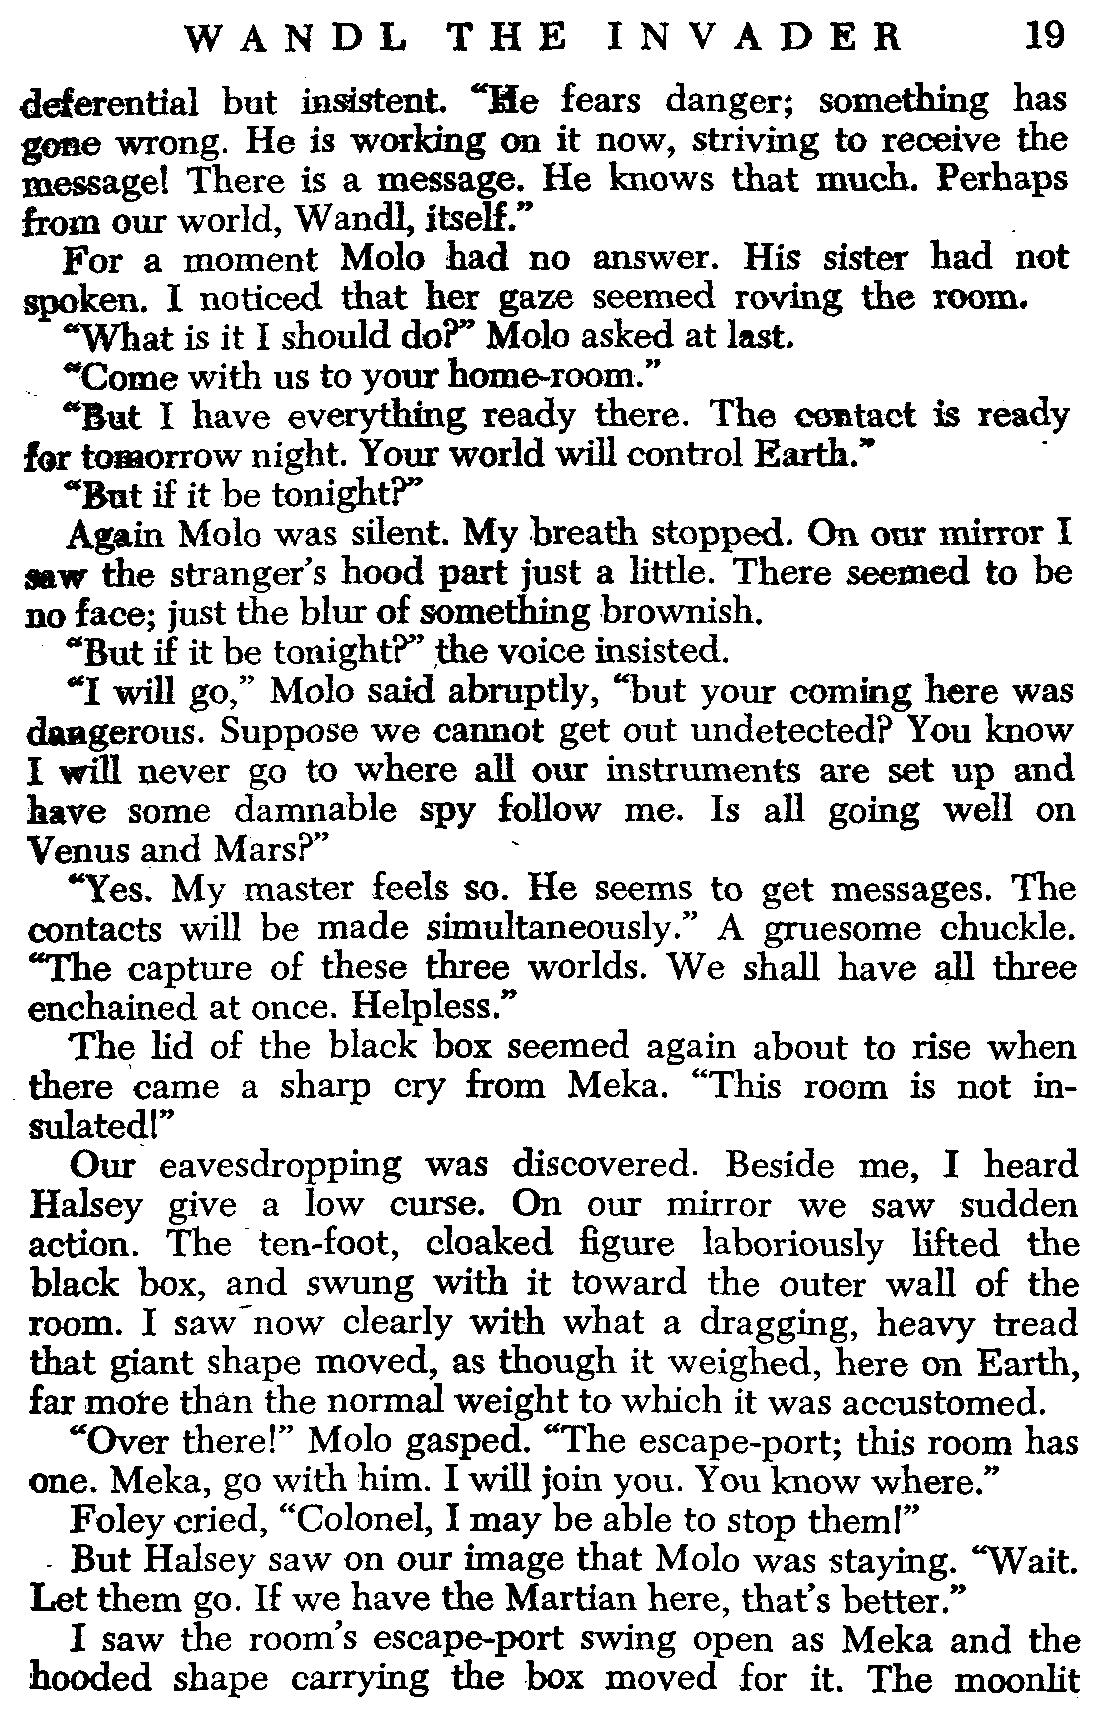 WANDL THE INVADER 19
deferential but insistent. “He fears danger; something has
gone wrong. He is working on it now, striving to receive the
message! There is a message. He knows that much. Perhaps
from our world, Wandl, itself.”
For a moment Molo had no answer. His sister had not
spoken. I noticed that her gaze seemed roving the room.
“What is it I should do?” Molo asked at last.
“Come with us to your home-room.”
“But I have everything ready there. The contact is ready
for tomorrow night. Your world will control Earth.”
“But if it be tonight?”
Again Molo was silent. My breath stopped. On our mirror I
saw the stranger’s hood part just a little. There seemed to be
no face; just the blur of something brownish.
“But if it be tonight?” the voice insisted.
“I will go,” Molo said abruptly, “but your coming here was
dangerous. Suppose we cannot get out undetected? You know
I will never go to where all our instruments are set up and
have some damnable spy follow me. Is all going well on
Venus and Mars?”
“Yes. My master feels so. He seems to get messages. The
contacts will be made simultaneously.” A gruesome chuckle.
“The capture of these three worlds. We shall have all three
enchained at once. Helpless.”
The lid of the black box seemed again about to rise when
there came a sharp cry from Meka. “This room is not in-
sulated!”
Our eavesdropping was discovered. Beside me, I heard
Halsey give a low curse. On our mirror we saw sudden
action. The ten-foot, cloaked figure laboriously lifted the
black box, and swung with it toward the outer wall of the
room. I saw now clearly with what a dragging, heavy tread
that giant shape moved, as though it weighed, here on Earth,
far more than the normal weight to which it was accustomed.
“Over there!” Molo gasped. “The escape-port; this room has
one. Meka, go with him. I will join you. You know where.”
Foley cried, “Colonel, I may be able to stop them!”
But Halsey saw on our image that Molo was staying. “Wait.
Let them go. If we have the Martian here, that’s better.”
I saw the room’s escape-port swing open as Meka and the
hooded shape carrying the box moved for it. The moonlit